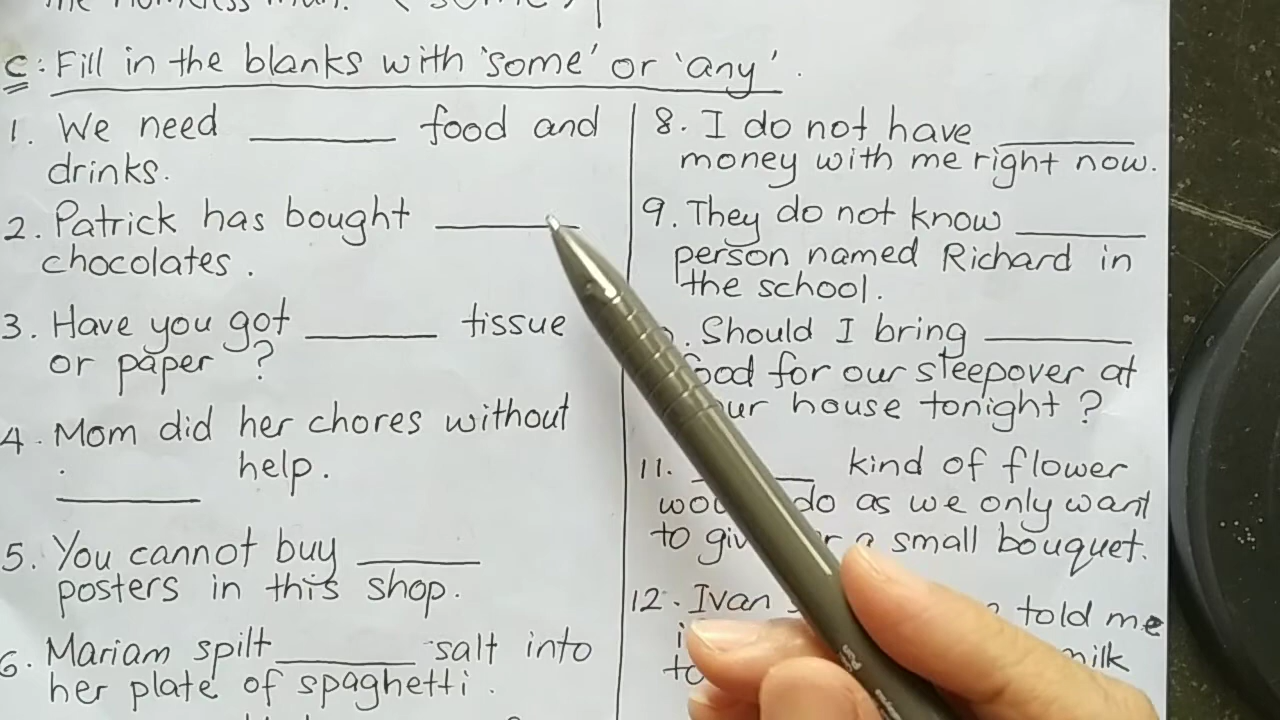 C: Fill in the blanks with 'some' or 'any'.
1. We need ______ food and
drinks.
2. Patrick has bought ______
chocolates.
3. Have you got ______ tissue
or paper?
4. Mom did her chores without
______ help.
5. You cannot buy ______
posters in this shop.
6. Mariam spilt ______ salt into
her plate of spaghetti.
8. I do not have ______
money with me right now.
9. They do not know ______
person named Richard in
the school.
. Should I bring ______
food for our sleepover at
house tonight?
11. ______ kind of flower
do as we only want
to a small bouquet.
12. Ivan told me
milk
to